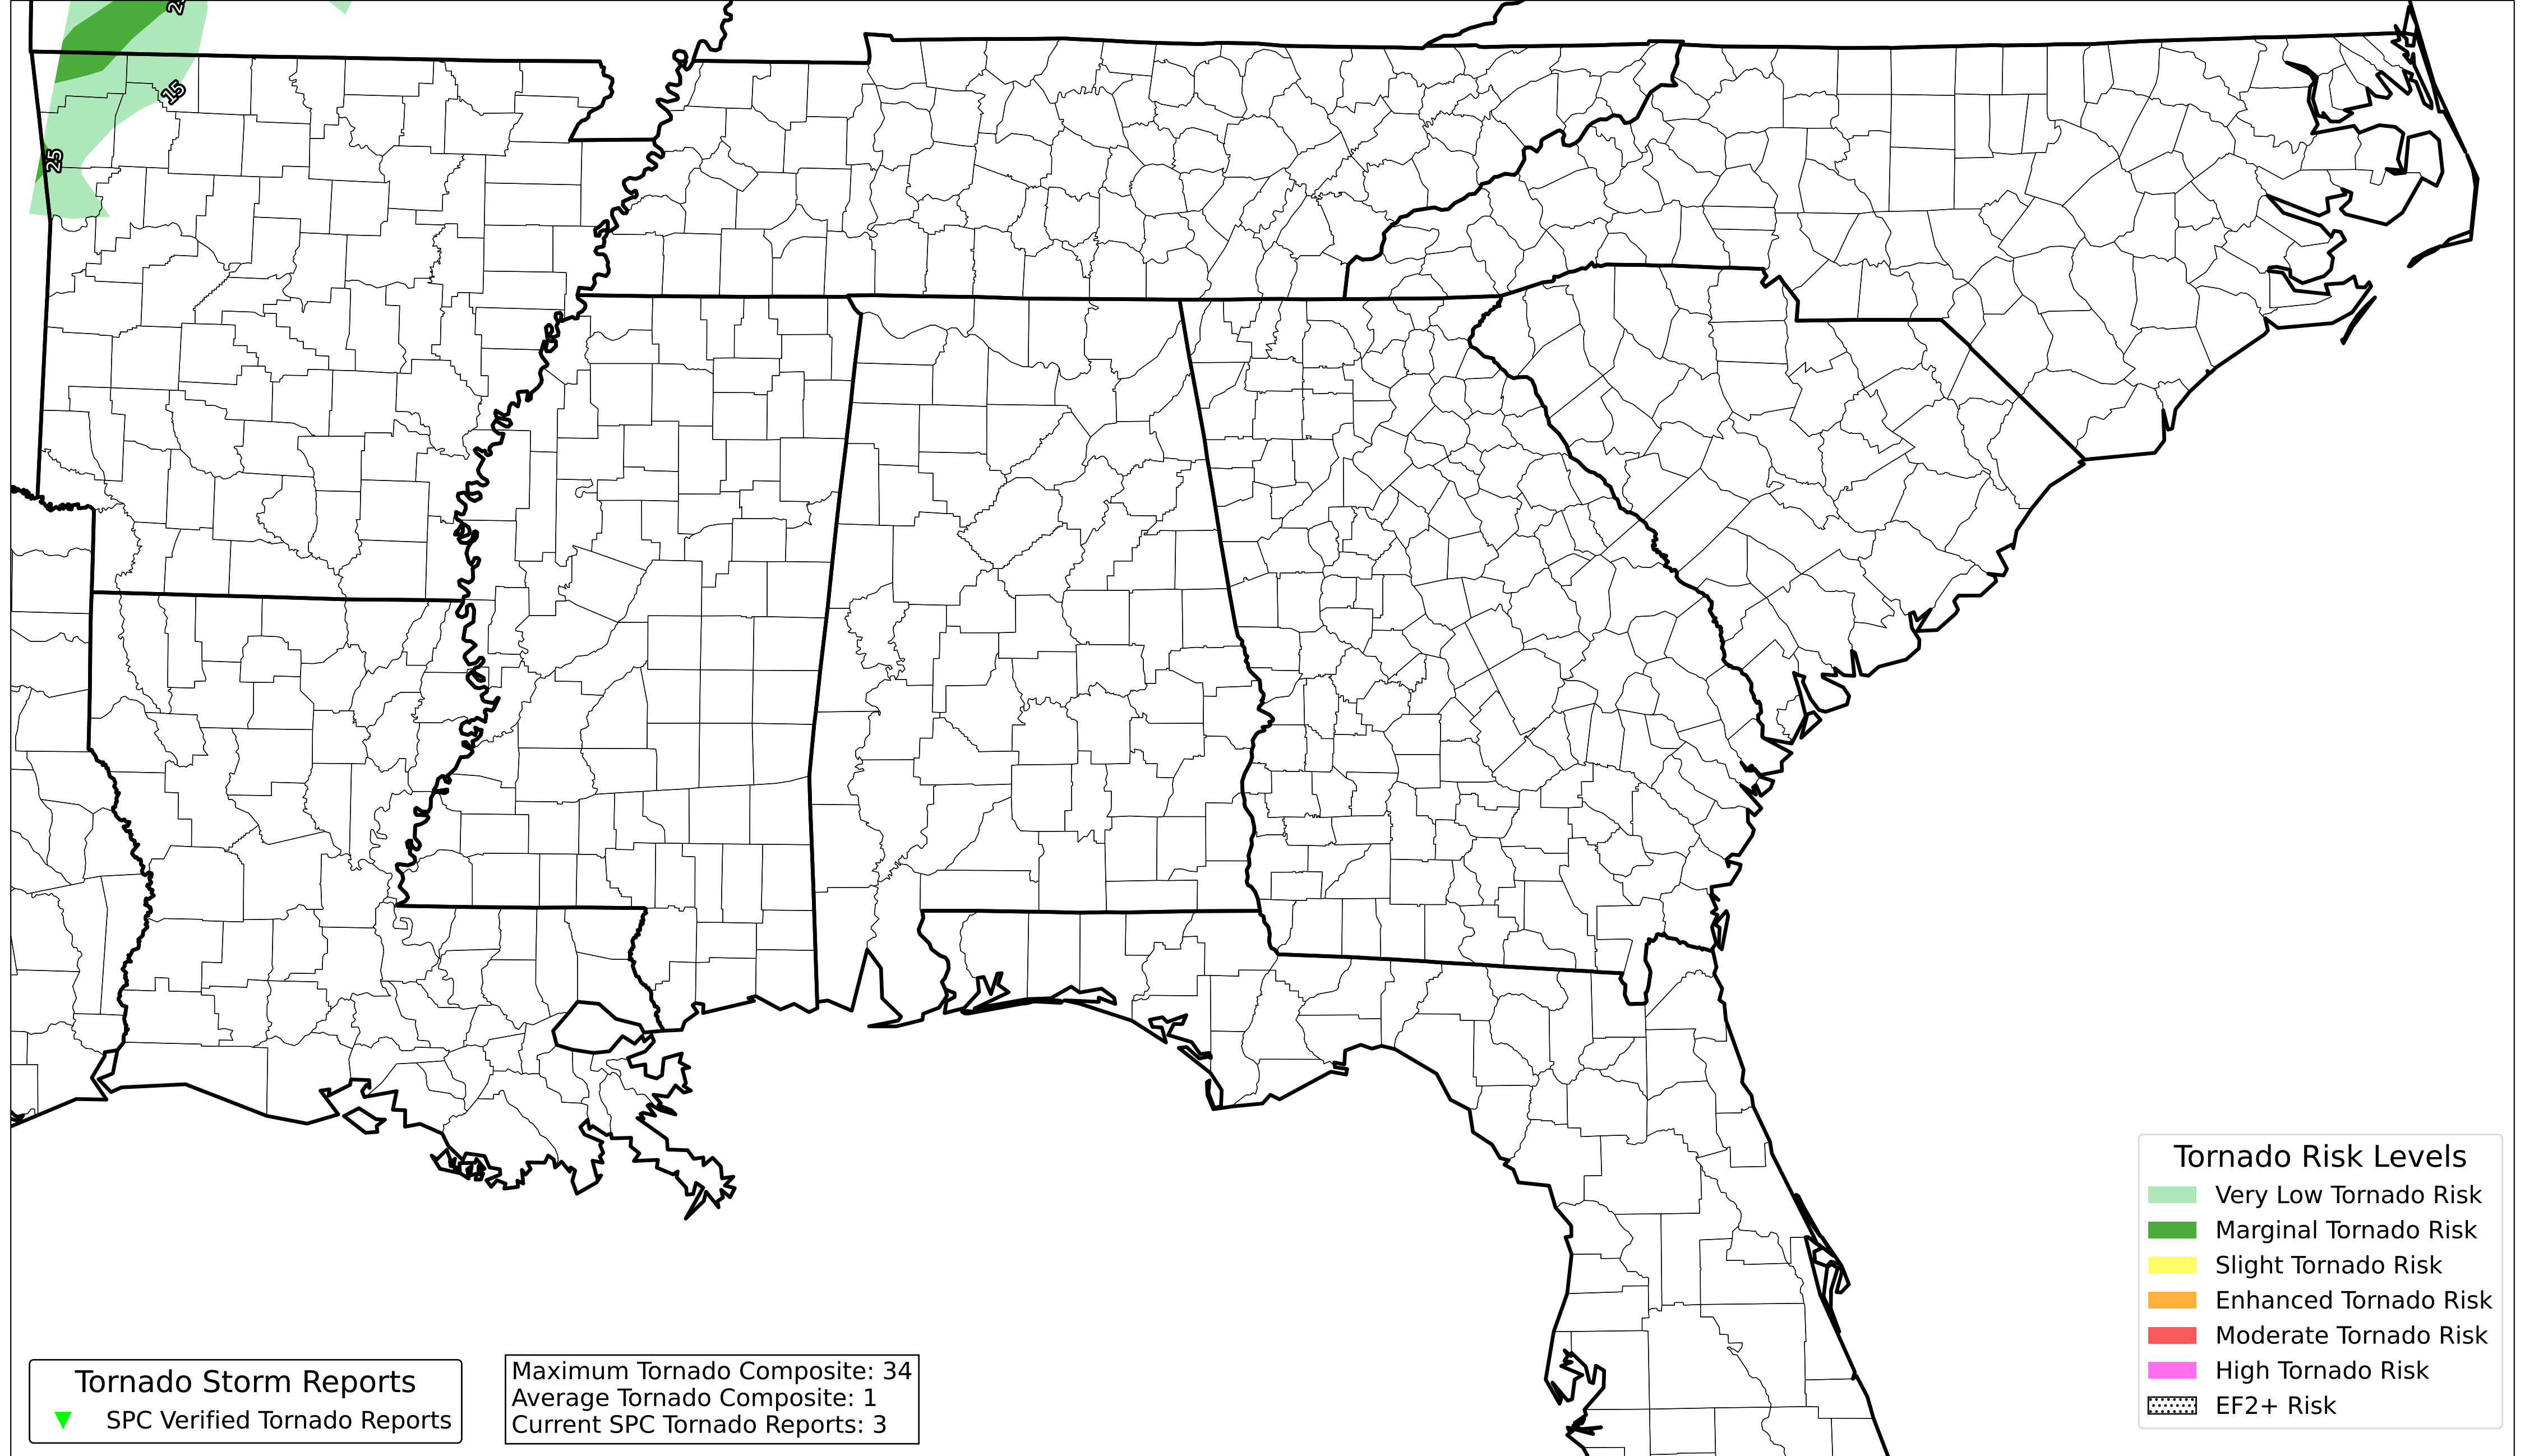 15
25
Tornado Risk Levels
Very Low Tornado Risk
Marginal Tornado Risk
Slight Tornado Risk
Enhanced Tornado Risk
Moderate Tornado Risk
High Tornado Risk
EF2+ Risk
Tornado Storm Reports
SPC Verified Tornado Reports
Maximum Tornado Composite: 34
Average Tornado Composite: 1
Current SPC Tornado Reports: 3